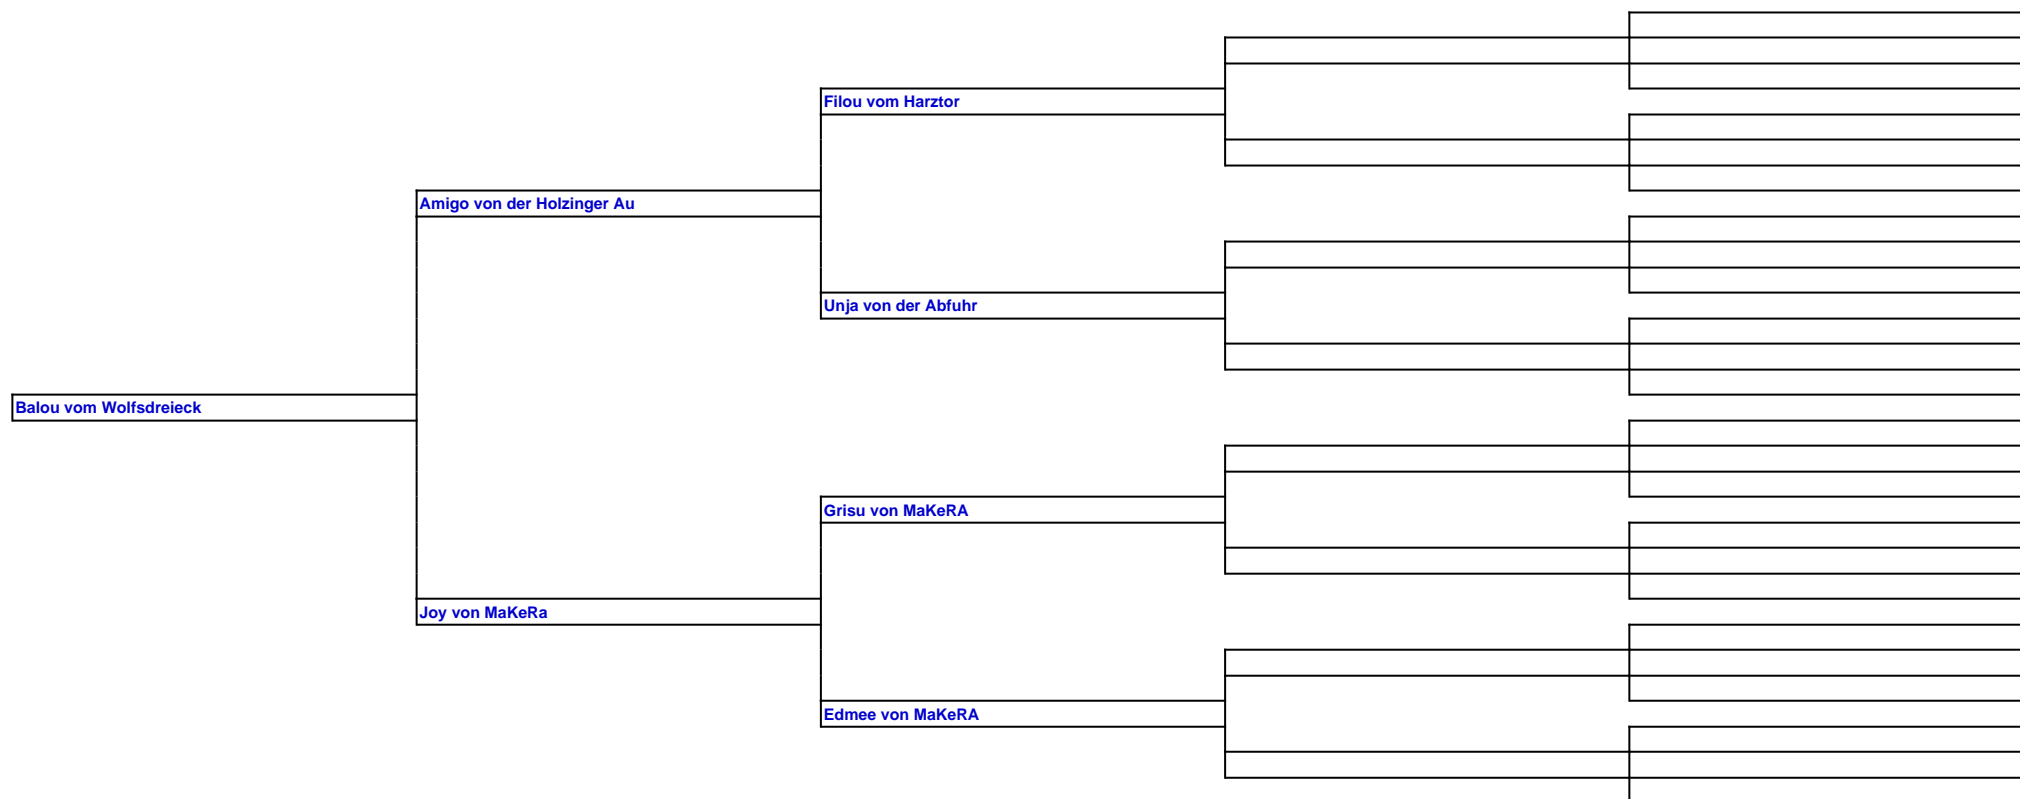 Filou vom Harztor
Amigo von der Holzinger Au
Unja von der Abfuhr
Balou vom Wolfsdreieck
Grisu von MaKeRA
Joy von MaKeRa
Edmee von MaKeRA